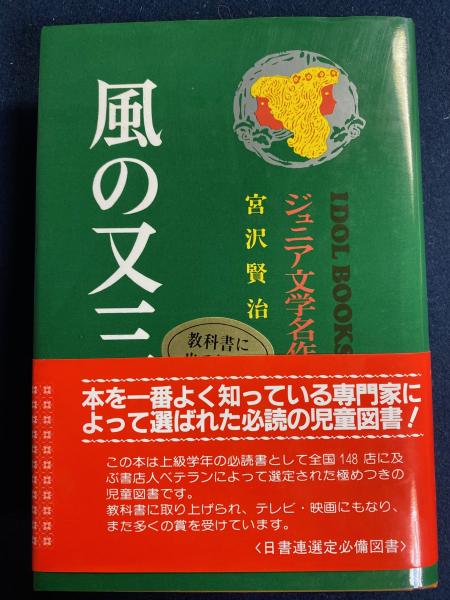 IDOL BOOKS
ジュニア文学名作
宮沢賢治
風の又三
教科書に
本を一番よく知っている専門家に
よって選ばれた必読の児童図書!
この本は上級学年の必読書として全国148店に及
ぶ書店人ベテランによって選定された極めつきの
児童図書です。
教科書に取り上げられ、テレビ・映画にもなり、
また多くの賞を受けています。
〈日書連選定必備図書〉